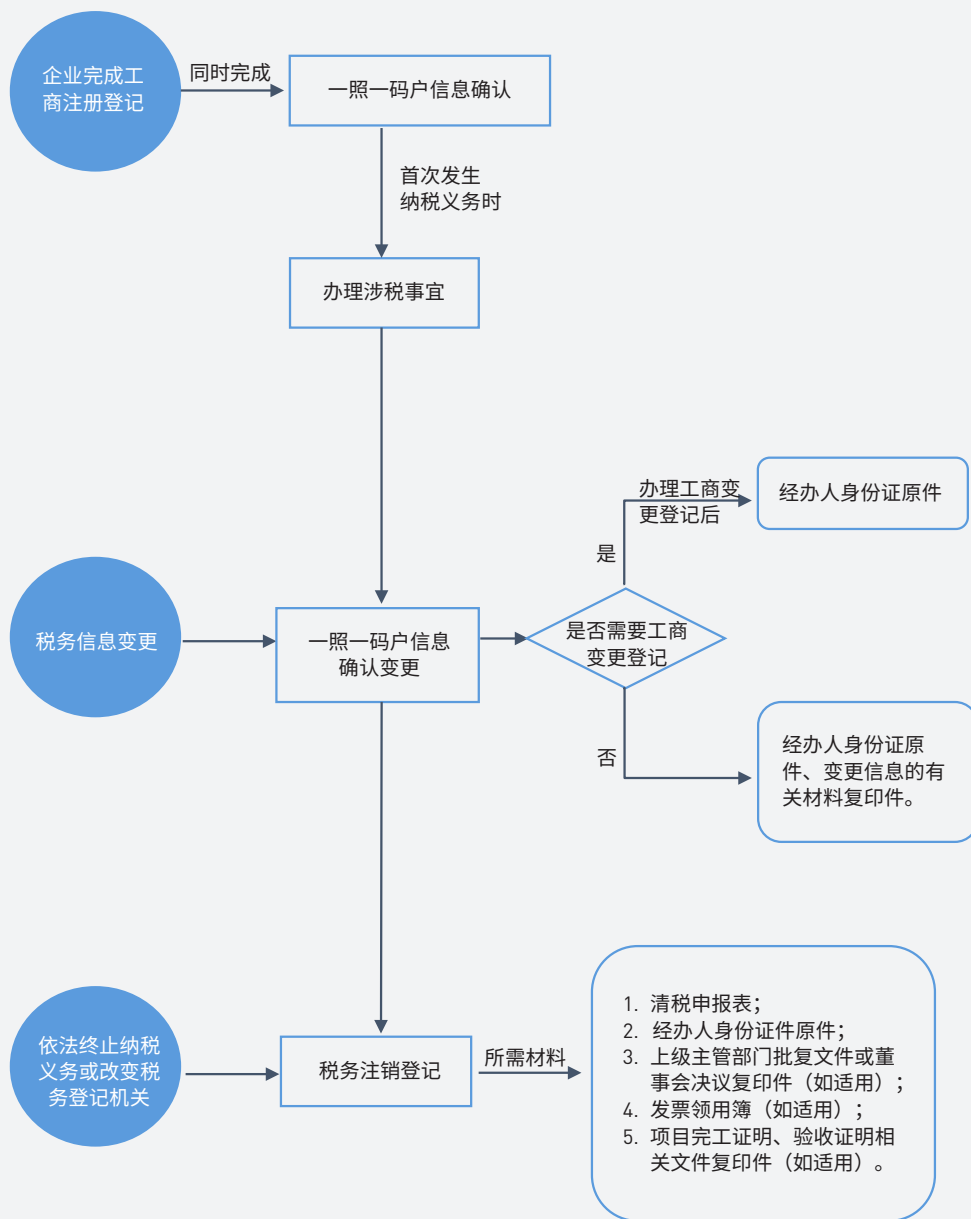 企业完成工
商注册登记
同时完成
一照一码户信息确认
首次发生
纳税义务时
办理涉税事宜
办理工商变
更登记后
经办人身份证原件
是
税务信息变更
一照一码户信息
确认变更
是否需要工商
变更登记
否
经办人身份证原
件、变更信息的有
关材料复印件。
依法终止纳税
义务或改变税
务登记机关
税务注销登记
所需材料
1. 清税申报表；
2. 经办人身份证件原件；
3. 上级主管部门批复文件或董
事会决议复印件（如适用）；
4. 发票领用簿（如适用）；
5. 项目完工证明、验收证明相
关文件复印件（如适用）。